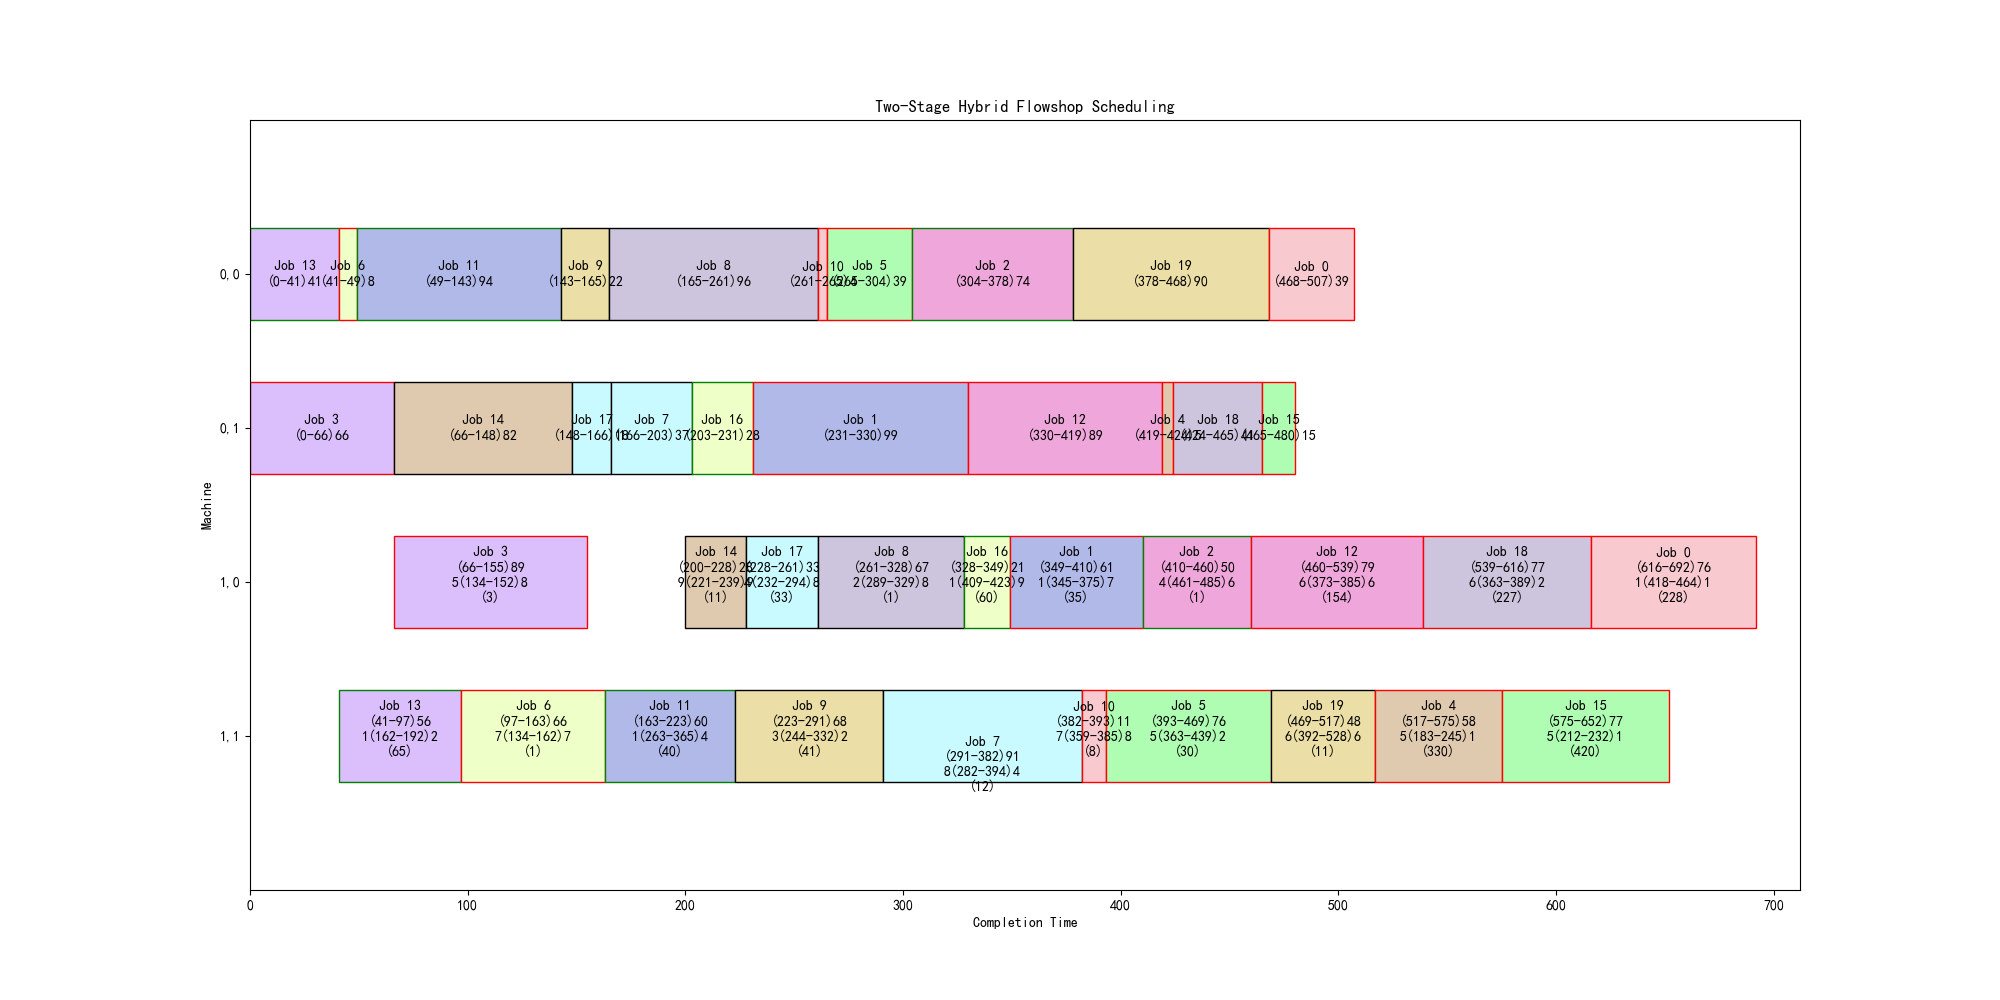 Two-Stage Hybrid Flowshop Scheduling
Machine
0,0
Job 13
(0-41)41
Job 6
(41-49)8
Job 11
(49-143)94
Job 9
(143-165)22
Job 8
(165-261)96
Job 10
(261-265)4
Job 5
(265-304)39
Job 2
(304-378)74
Job 19
(378-468)90
Job 0
(468-507)39
0,1
Job 3
(0-66)66
Job 14
(66-148)82
Job 17
(148-166)18
Job 7
(166-203)37
Job 16
(203-231)28
Job 1
(231-330)99
Job 12
(330-419)89
Job 4
(419-424)5
Job 18
(424-465)41
Job 15
(465-480)15
1,0
Job 3
(66-155)89
5(134-152)8
(3)
Job 14
(200-228)28
9(221-239)4
(11)
Job 17
(228-261)33
9(232-294)8
(33)
Job 8
(261-328)67
2(289-329)8
(1)
Job 16
(328-349)21
1(409-423)9
(60)
Job 1
(349-410)61
1(345-375)7
(35)
Job 2
(410-460)50
4(461-485)6
(1)
Job 12
(460-539)79
6(373-385)6
(154)
Job 18
(539-616)77
6(363-389)2
(227)
Job 0
(616-692)76
1(418-464)1
(228)
1,1
Job 13
(41-97)56
1(162-192)2
(65)
Job 6
(97-163)66
7(134-162)7
(1)
Job 11
(163-223)60
1(263-365)4
(40)
Job 9
(223-291)68
3(244-332)2
(41)
Job 7
(291-382)91
8(282-394)4
(12)
Job 10
(382-393)11
7(359-385)8
(8)
Job 5
(393-469)76
5(363-439)2
(30)
Job 19
(469-517)48
6(392-528)6
(11)
Job 4
(517-575)58
5(183-245)1
(330)
Job 15
(575-652)77
5(212-232)1
(420)
0
100
200
300
400
500
600
700
Completion Time